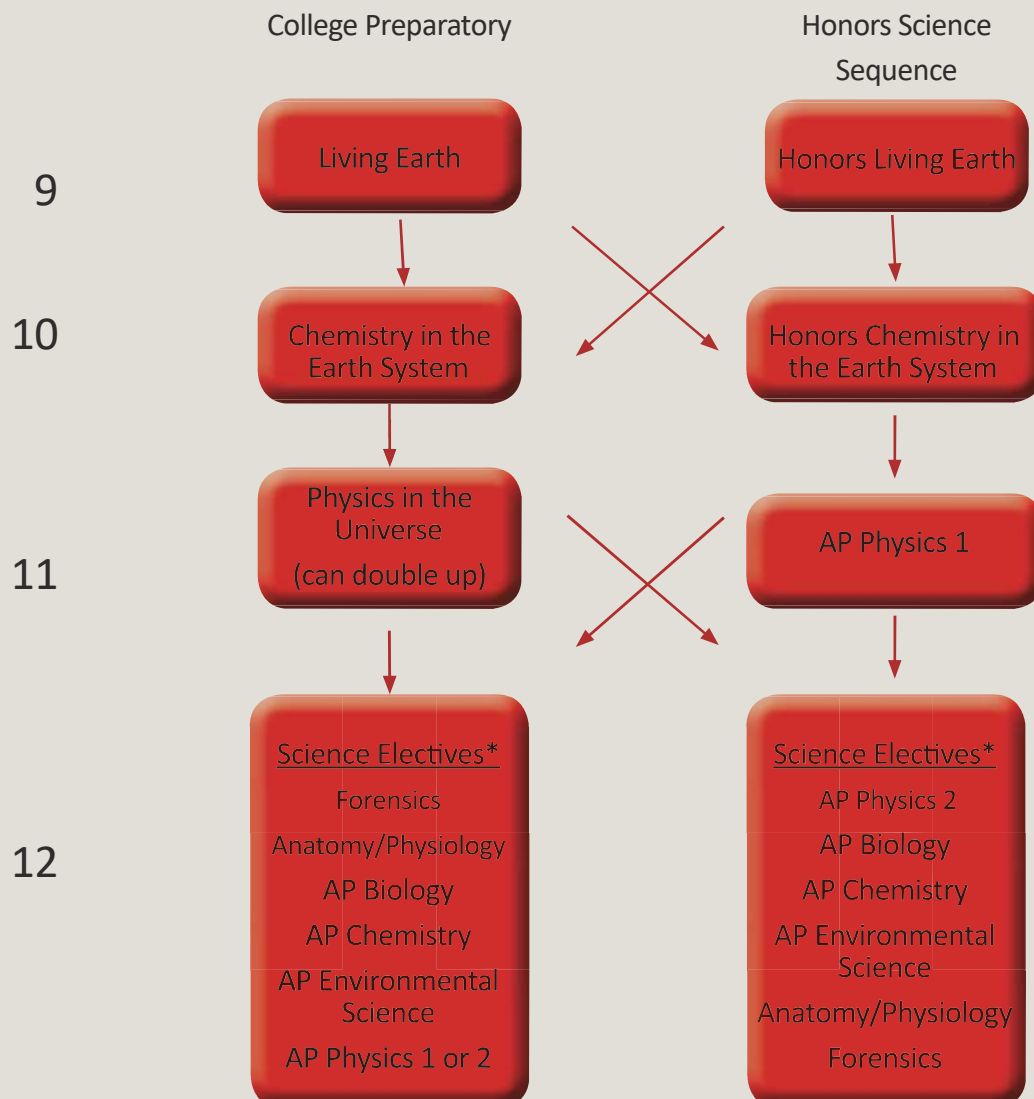 College Preparatory
Honors Science
Sequence
9
Living Earth
Honors Living Earth
10
Chemistry in the
Earth System
Honors Chemistry in
the Earth System
11
Physics in the
Universe
(can double up)
AP Physics 1
12
Science Electives*
Forensics
Anatomy/Physiology
AP Biology
AP Chemistry
AP Environmental
Science
AP Physics 1 or 2
Science Electives*
AP Physics 2
AP Biology
AP Chemistry
AP Environmental
Science
Anatomy/Physiology
Forensics